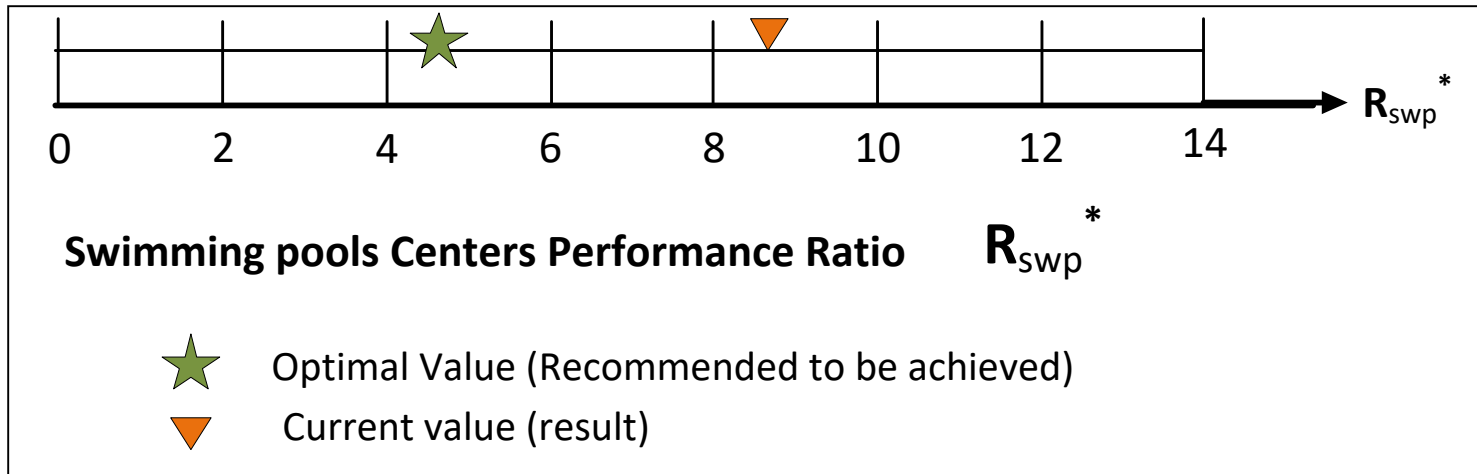 R_swp*
0 2 4 6 8 10 12 14
Swimming pools Centers Performance Ratio R_swp*
Optimal Value (Recommended to be achieved)
Current value (result)